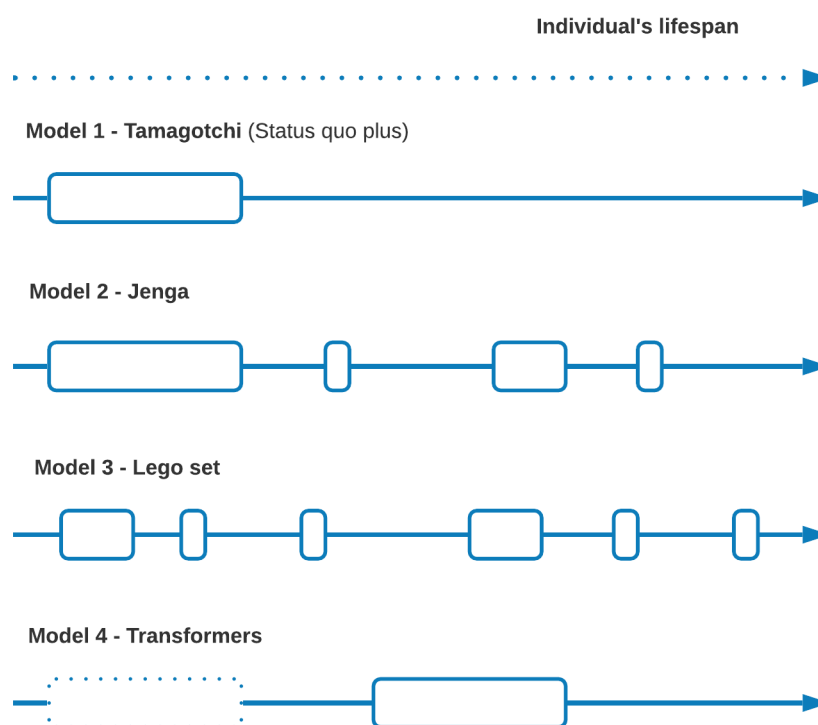 Individual's lifespan
Model 1 - Tamagotchi (Status quo plus)
Model 2 - Jenga
Model 3 - Lego set
Model 4 - Transformers